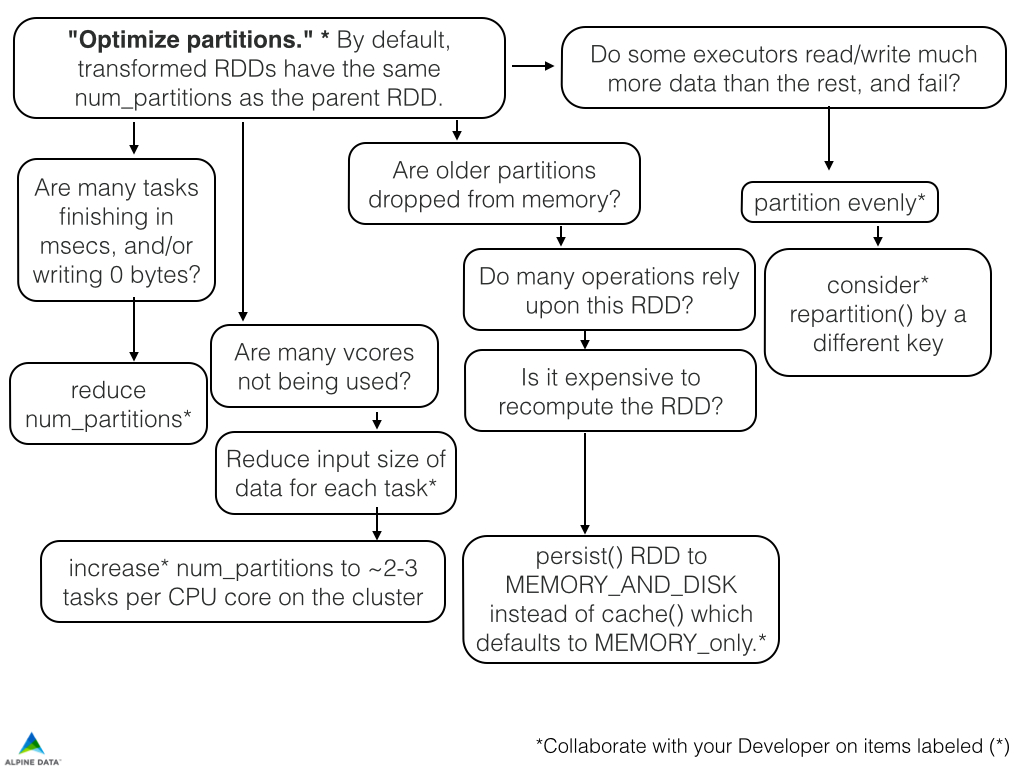 "Optimize partitions." * By default,
transformed RDDs have the same
num_partitions as the parent RDD.
Do some executors read/write much
more data than the rest, and fail?
Are many tasks
finishing in
msecs, and/or
writing 0 bytes?
Are older partitions
dropped from memory?
partition evenly*
Do many operations rely
upon this RDD?
consider*
repartition() by a
different key
Are many vcores
not being used?
Is it expensive to
recompute the RDD?
reduce
num_partitions*
Reduce input size of
data for each task*
increase* num_partitions to ~2-3
tasks per CPU core on the cluster
persist() RDD to
MEMORY_AND_DISK
instead of cache() which
defaults to MEMORY_only.*
ALPINE DATA
*Collaborate with your Developer on items labeled (*)